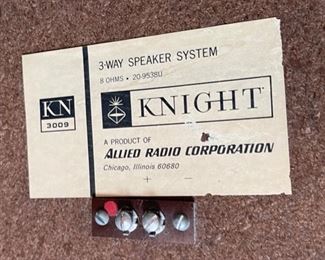 3-WAY SPEAKER SYSTEM
8 OHMS • 20-9538U
KN
3009
KNIGHT
A PRODUCT OF
ALLIED RADIO CORPORATION
Chicago, Illinois 60680
+ −